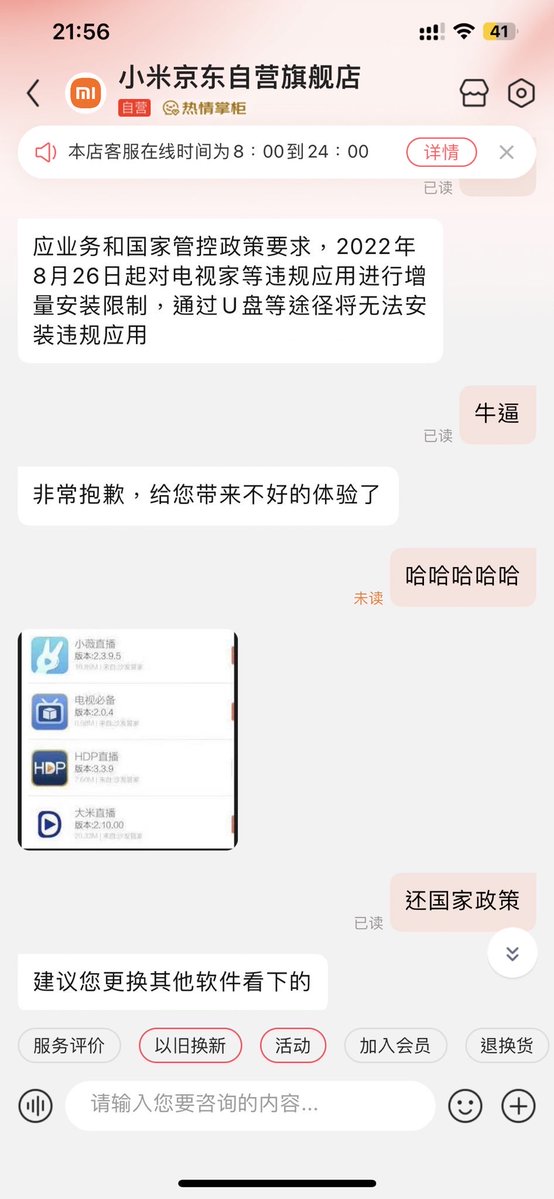 21:56
41
mi
小米京东自营旗舰店
自营
热情掌柜
本店客服在线时间为8：00到24：00
详情
已读
应业务和国家管控政策要求，2022年
8月26日起对电视家等违规应用进行增
量安装限制，通过U盘等途径将无法安
装违规应用
牛逼
已读
非常抱歉，给您带来不好的体验了
哈哈哈哈哈
未读
小薇直播
版本:2.3.9.5
电视必备
版本:2.0.4
HDP
HDP直播
版本:3.3.9
大米直播
版本:2.10.00
还国家政策
已读
建议您更换其他软件看下的
服务评价
以旧换新
活动
加入会员
退换货
请输入您要咨询的内容...